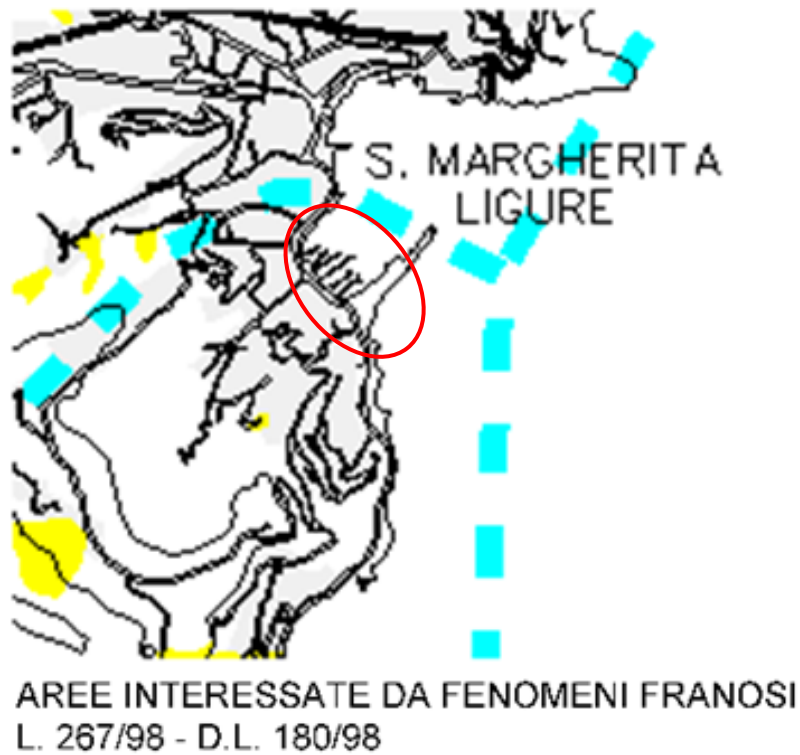 S. MARGHERITA
LIGURE
AREE INTERESSATE DA FENOMENI FRANOSI
L. 267/98 - D.L. 180/98